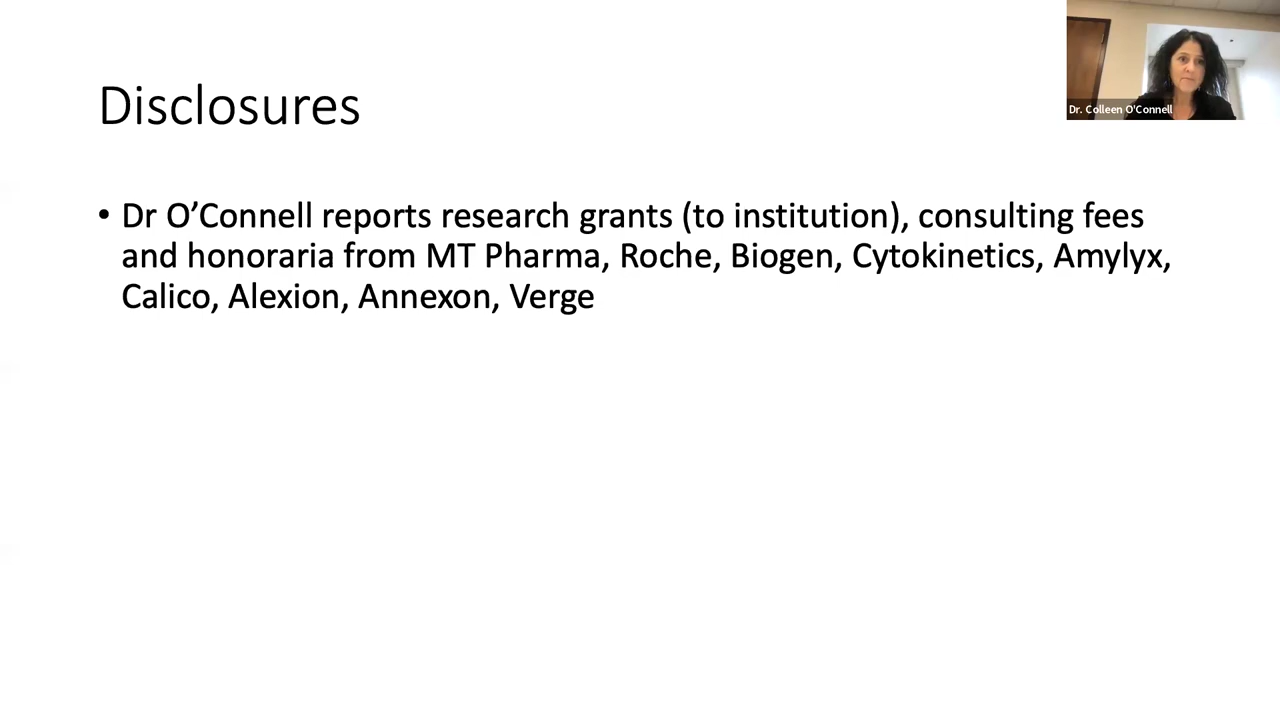 Disclosures
Dr. Colleen O'Connell
• Dr O’Connell reports research grants (to institution), consulting fees
and honoraria from MT Pharma, Roche, Biogen, Cytokinetics, Amylyx,
Calico, Alexion, Annexon, Verge